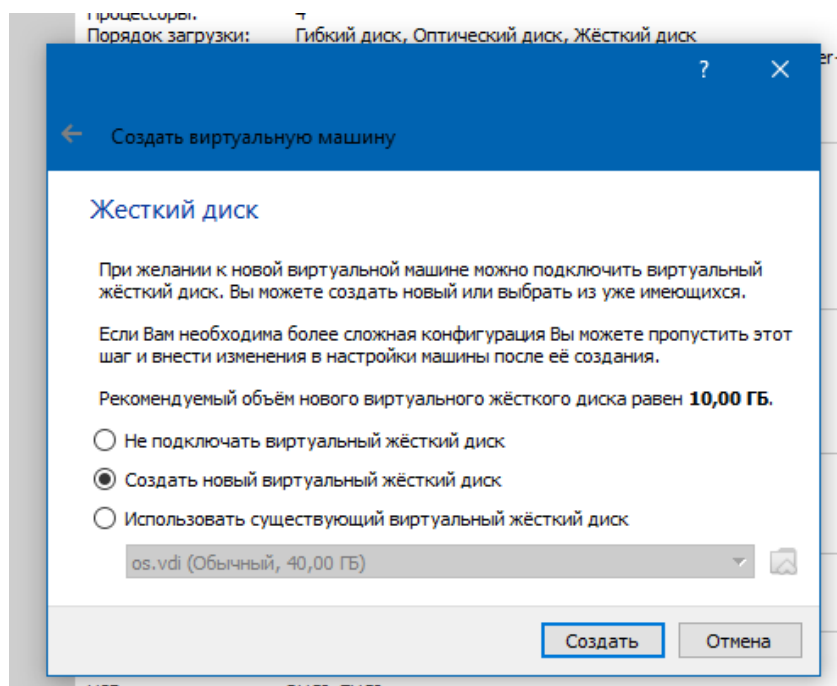 Порядок загрузки: Гибкий диск, Оптический диск, Жёсткий диск
?
Создать виртуальную машину
Жесткий диск
При желании к новой виртуальной машине можно подключить виртуальный
жёсткий диск. Вы можете создать новый или выбрать из уже имеющихся.
Если Вам необходима более сложная конфигурация Вы можете пропустить этот
шаг и внести изменения в настройки машины после её создания.
Рекомендуемый объём нового виртуального жёсткого диска равен 10,00 ГБ.
Не подключать виртуальный жёсткий диск
Создать новый виртуальный жёсткий диск
Использовать существующий виртуальный жёсткий диск
os.vdi (Обычный, 40,00 ГБ)
Создать Отмена